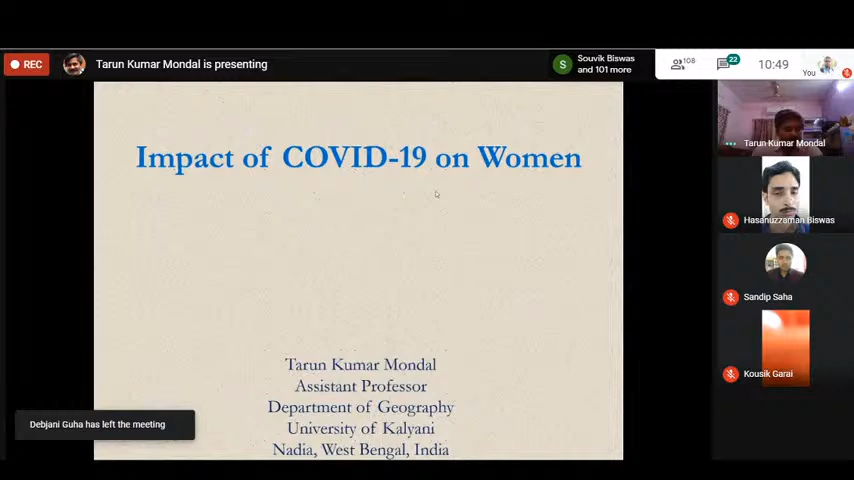 REC
Tarun Kumar Mondal is presenting
S
Souvik Biswas
and 101 more
108
22
10:49
You
Impact of COVID-19 on Women
Tarun Kumar Mondal
Assistant Professor
Department of Geography
University of Kalyani
Nadia, West Bengal, India
Tarun Kumar Mondal
Hasanuzzaman Biswas
Sandip Saha
Kousik Garai
Debjani Guha has left the meeting